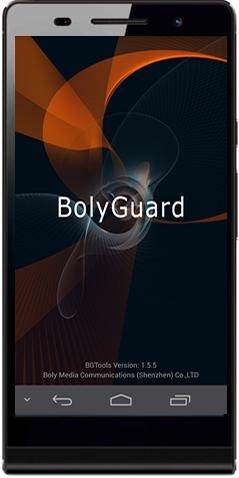 BolyGuard
BGTools Version: 1.5.5
Boly Media Communications (Shenzhen) Co.,LTD